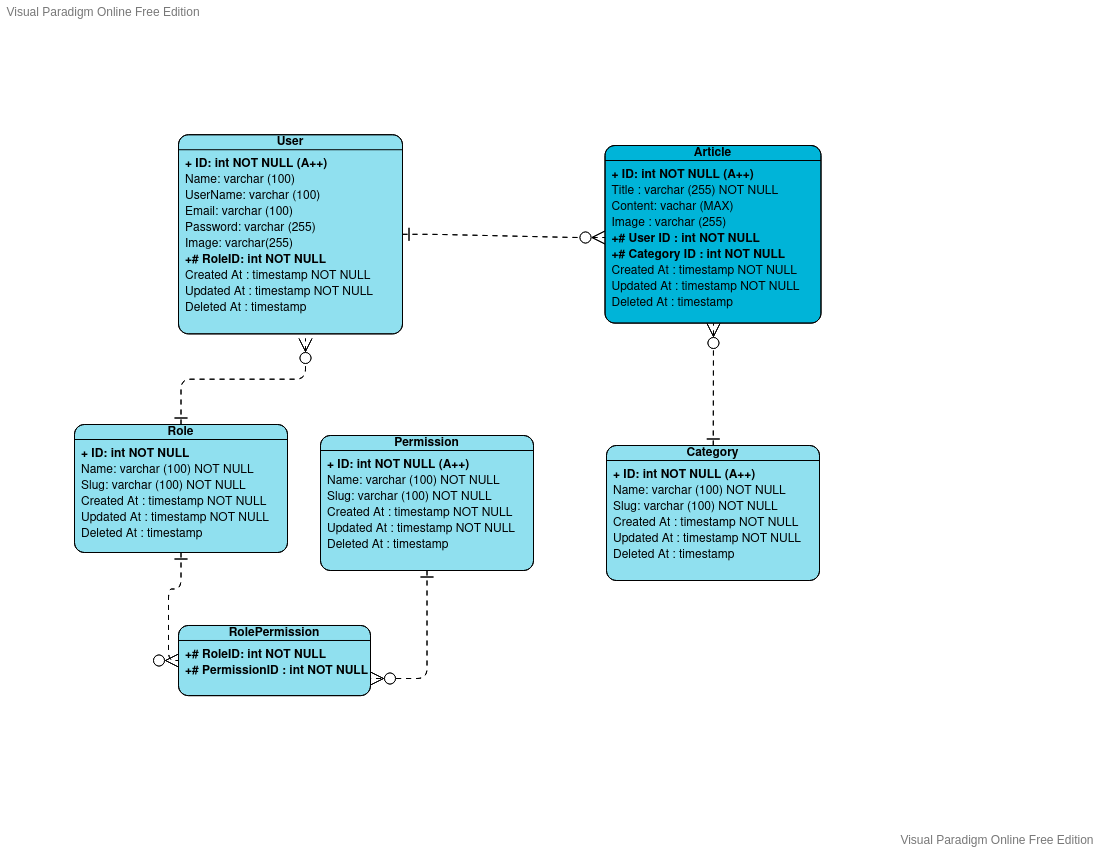 Visual Paradigm Online Free Edition
User
+ ID: int NOT NULL (A++)
Name: varchar (100)
UserName: varchar (100)
Email: varchar (100)
Password: varchar (255)
Image: varchar(255)
+# RoleID: int NOT NULL
Created At : timestamp NOT NULL
Updated At : timestamp NOT NULL
Deleted At : timestamp
Article
+ ID: int NOT NULL (A++)
Title : varchar (255) NOT NULL
Content: vachar (MAX)
Image : varchar (255)
+# User ID : int NOT NULL
+# Category ID : int NOT NULL
Created At : timestamp NOT NULL
Updated At : timestamp NOT NULL
Deleted At : timestamp
Role
+ ID: int NOT NULL
Name: varchar (100) NOT NULL
Slug: varchar (100) NOT NULL
Created At : timestamp NOT NULL
Updated At : timestamp NOT NULL
Deleted At : timestamp
Permission
+ ID: int NOT NULL (A++)
Name: varchar (100) NOT NULL
Slug: varchar (100) NOT NULL
Created At : timestamp NOT NULL
Updated At : timestamp NOT NULL
Deleted At : timestamp
Category
+ ID: int NOT NULL (A++)
Name: varchar (100) NOT NULL
Slug: varchar (100) NOT NULL
Created At : timestamp NOT NULL
Updated At : timestamp NOT NULL
Deleted At : timestamp
RolePermission
+# RoleID: int NOT NULL
+# PermissionID : int NOT NULL
Visual Paradigm Online Free Edition